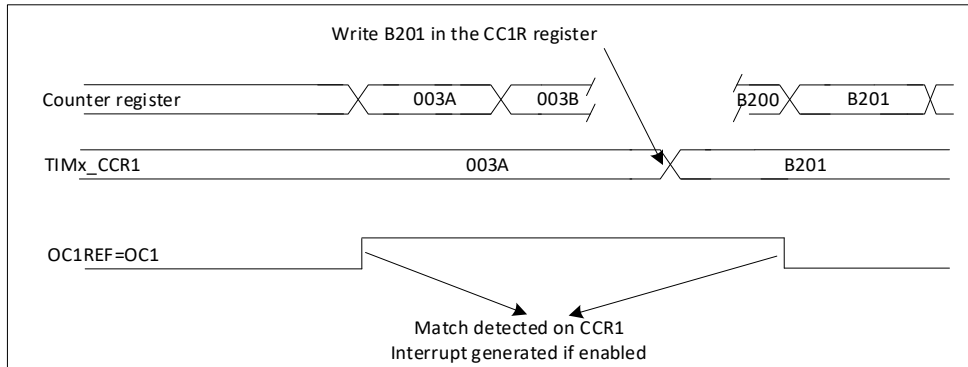 Write B201 in the CC1R register
Counter register 003A 003B B200 B201
TIMx_CCR1 003A B201
OC1REF=OC1
Match detected on CCR1
Interrupt generated if enabled